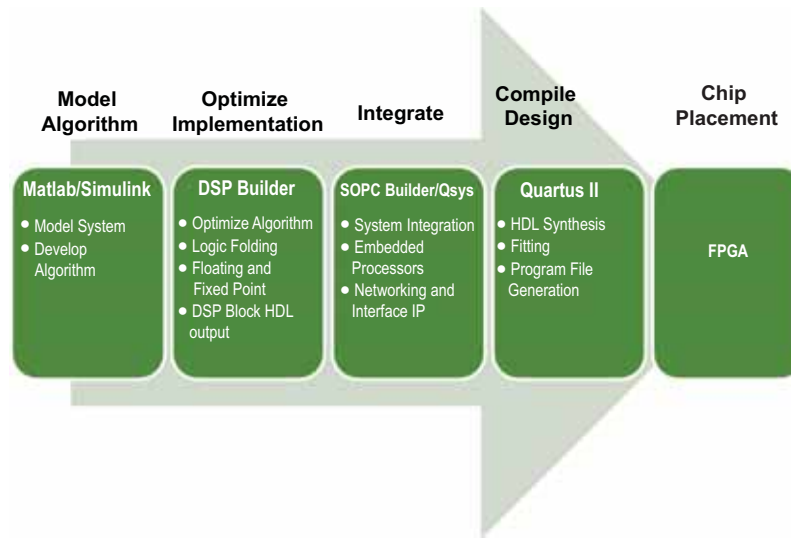 Model
Algorithm
Optimize
Implementation
Integrate
Compile
Design
Chip
Placement
Matlab/Simulink
● Model System
● Develop
Algorithm
DSP Builder
● Optimize Algorithm
● Logic Folding
● Floating and
Fixed Point
● DSP Block HDL
output
SOPC Builder/Qsys
● System Integration
● Embedded
Processors
● Networking and
Interface IP
Quartus II
● HDL Synthesis
● Fitting
● Program File
Generation
FPGA